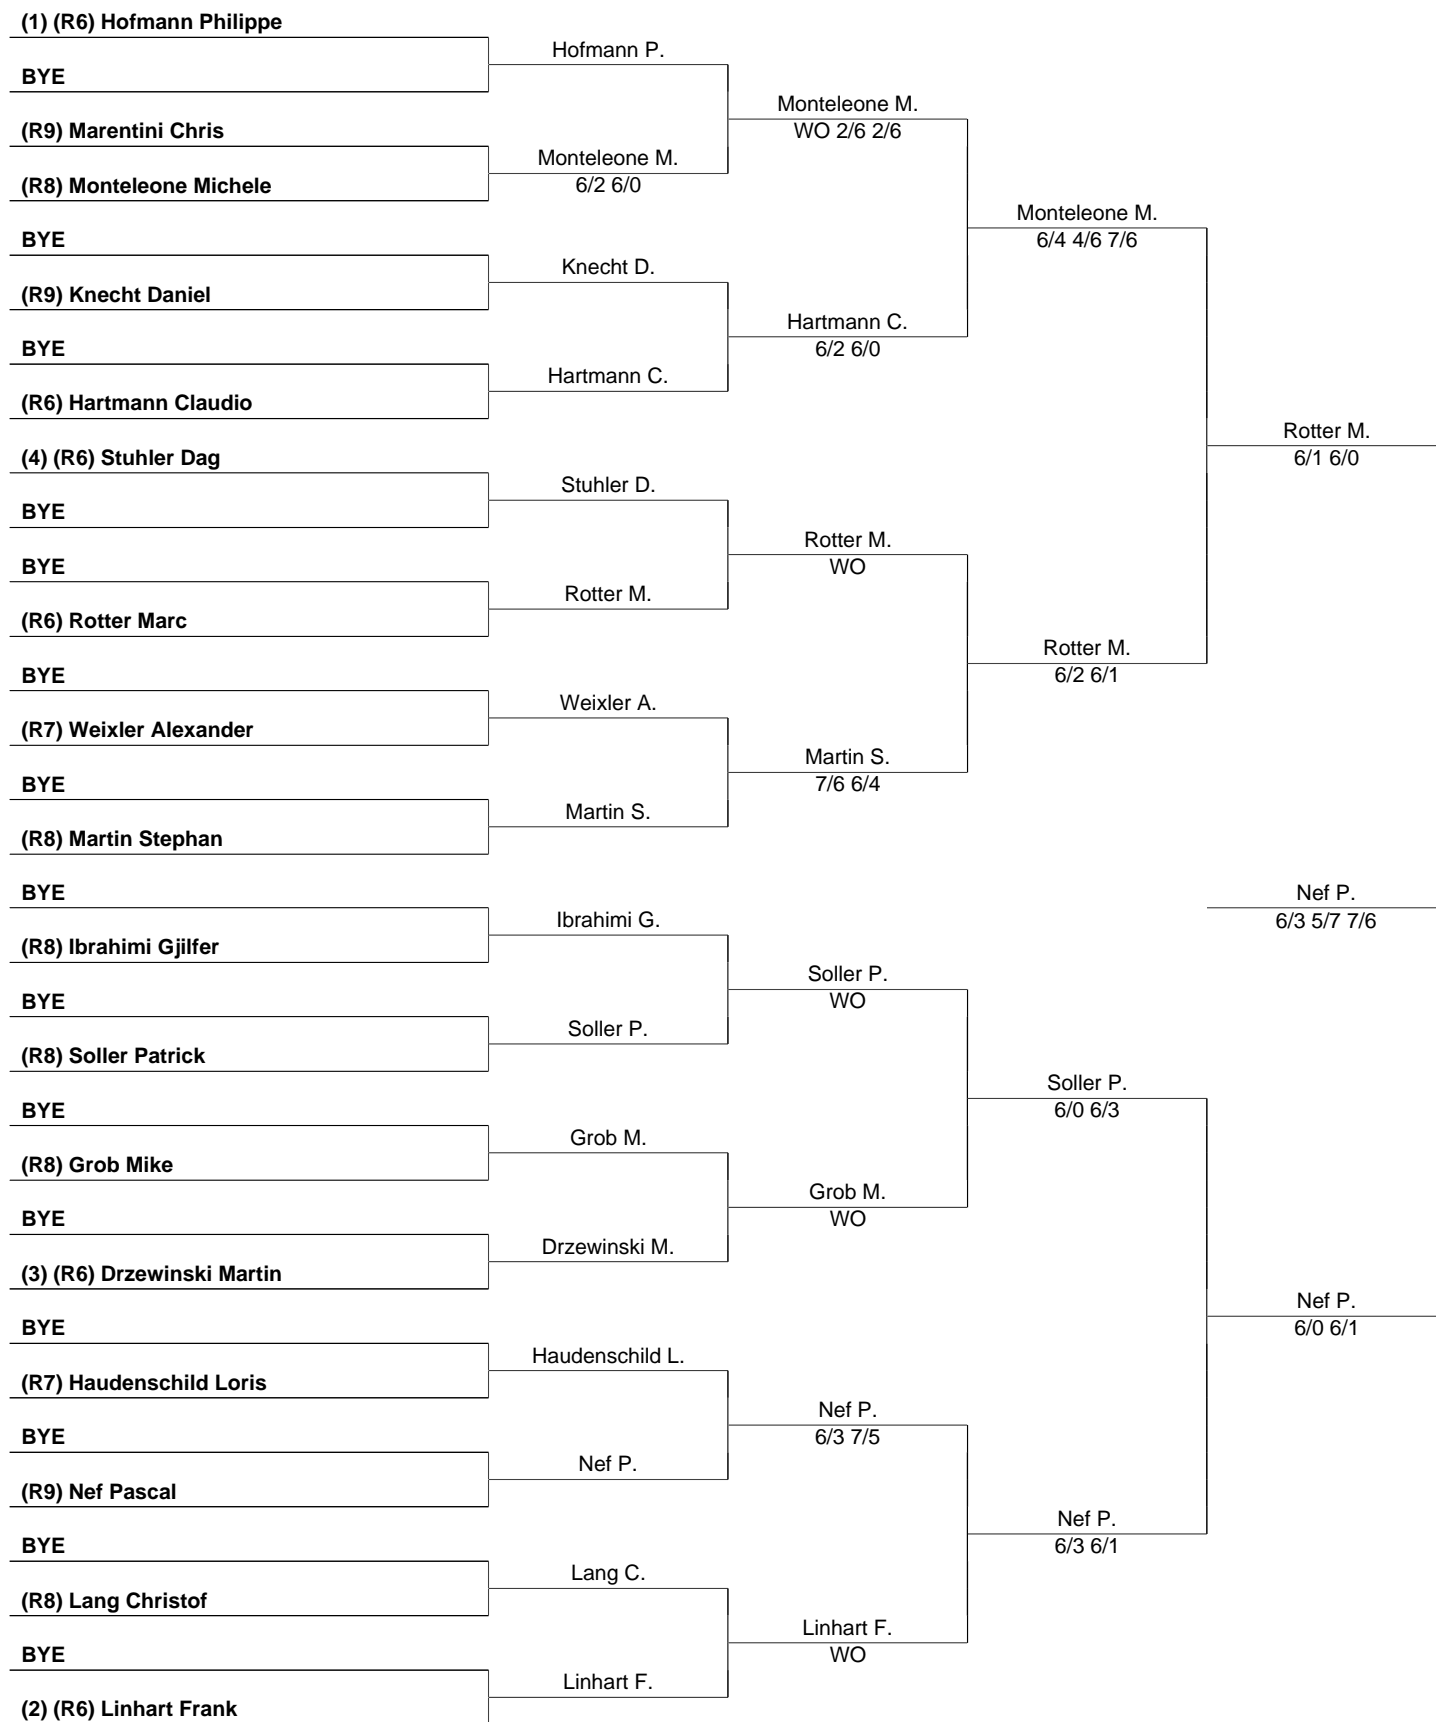 (1) (R6) Hofmann Philippe
Hofmann P.
BYE
Monteleone M.
WO 2/6 2/6
(R9) Marentini Chris
Monteleone M.
6/2 6/0
(R8) Monteleone Michele
Monteleone M.
6/4 4/6 7/6
BYE
Knecht D.
(R9) Knecht Daniel
Hartmann C.
6/2 6/0
BYE
Hartmann C.
(R6) Hartmann Claudio
Rotter M.
6/1 6/0
(4) (R6) Stuhler Dag
Stuhler D.
BYE
Rotter M.
WO
BYE
Rotter M.
(R6) Rotter Marc
Rotter M.
6/2 6/1
BYE
Weixler A.
(R7) Weixler Alexander
Martin S.
7/6 6/4
BYE
Martin S.
(R8) Martin Stephan
BYE
Nef P.
6/3 5/7 7/6
Ibrahimi G.
(R8) Ibrahimi Gjilfer
Soller P.
WO
BYE
Soller P.
(R8) Soller Patrick
Soller P.
6/0 6/3
BYE
Grob M.
(R8) Grob Mike
Grob M.
WO
BYE
Drzewinski M.
(3) (R6) Drzewinski Martin
Nef P.
6/0 6/1
BYE
Haudenschild L.
(R7) Haudenschild Loris
Nef P.
6/3 7/5
BYE
Nef P.
(R9) Nef Pascal
Nef P.
6/3 6/1
BYE
Lang C.
(R8) Lang Christof
Linhart F.
WO
BYE
Linhart F.
(2) (R6) Linhart Frank